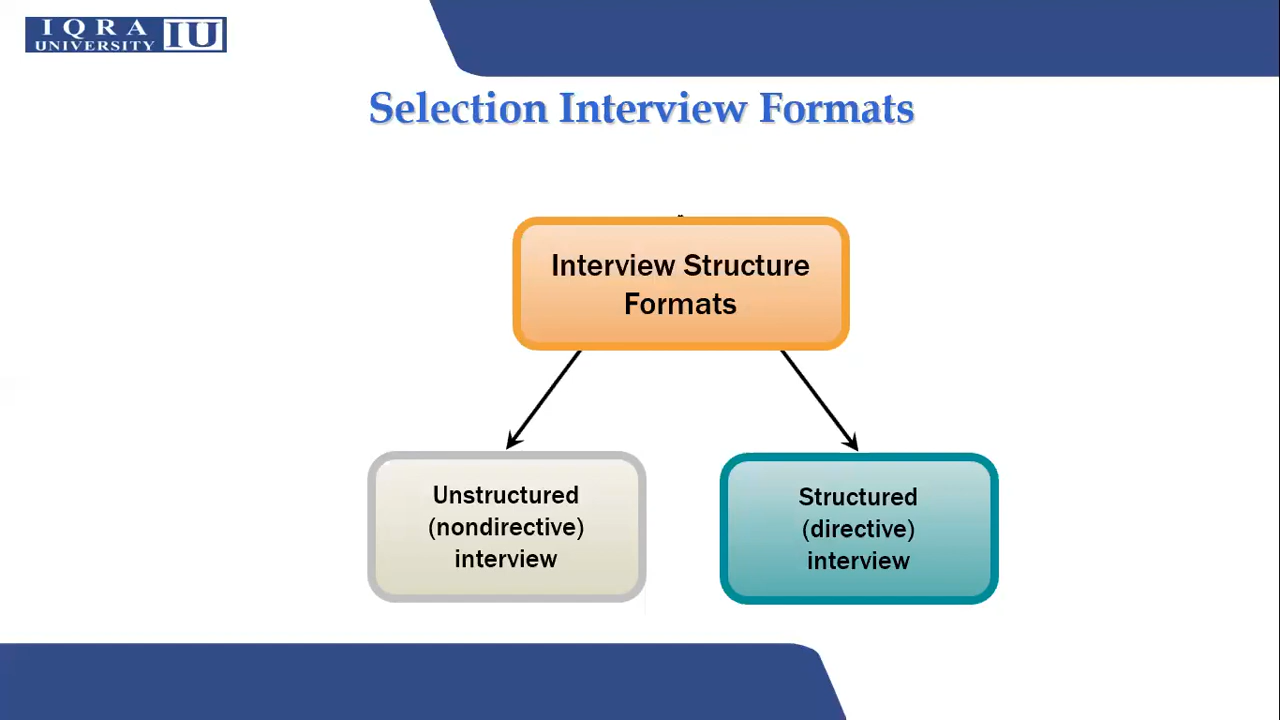 IQRA
UNIVERSITY IU
Selection Interview Formats
Interview Structure
Formats
Unstructured
(nondirective)
interview
Structured
(directive)
interview